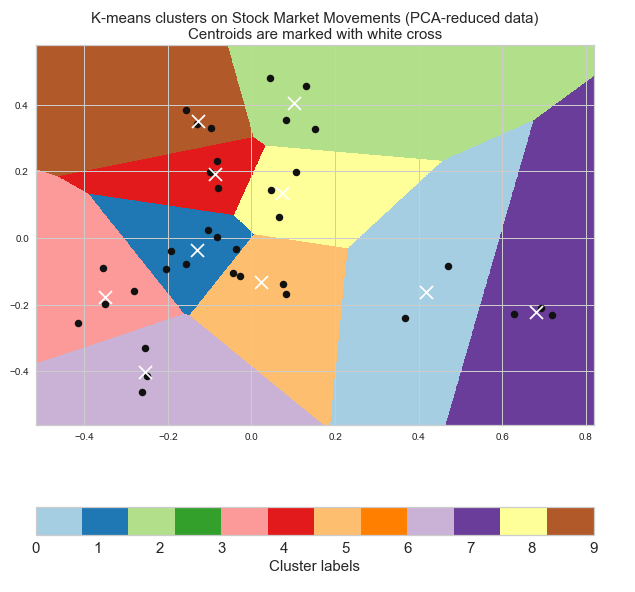 K-means clusters on Stock Market Movements (PCA-reduced data)
Centroids are marked with white cross
0.4
0.2
0.0
−0.2
−0.4
−0.4 −0.2 0.0 0.2 0.4 0.6 0.8
0 1 2 3 4 5 6 7 8 9
Cluster labels